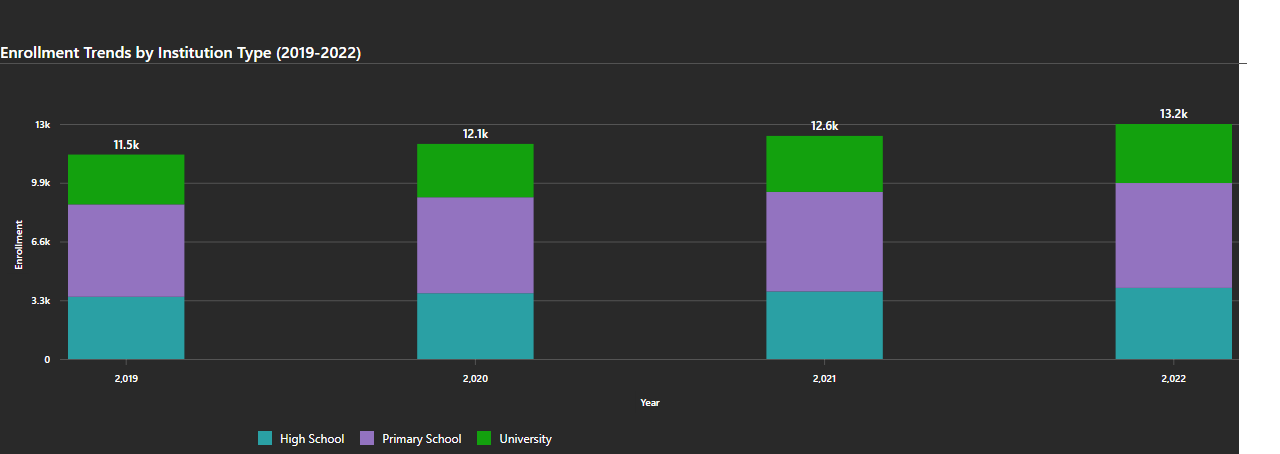 Enrollment Trends by Institution Type (2019-2022)
13.2k
13k
12.6k
12.1k
11.5k
9.9k
6.6k
Enrollment
3.3k
0
2,019 2,020 2,021 2,022
Year
High School Primary School University